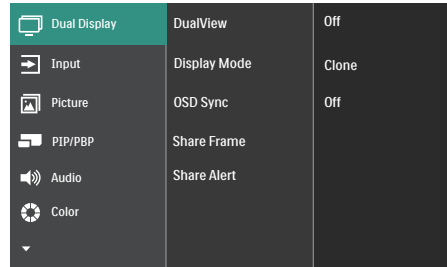 Dual Display DualView Off
Input Display Mode Clone
Picture OSD Sync Off
PIP/PBP Share Frame
Audio Share Alert
Color